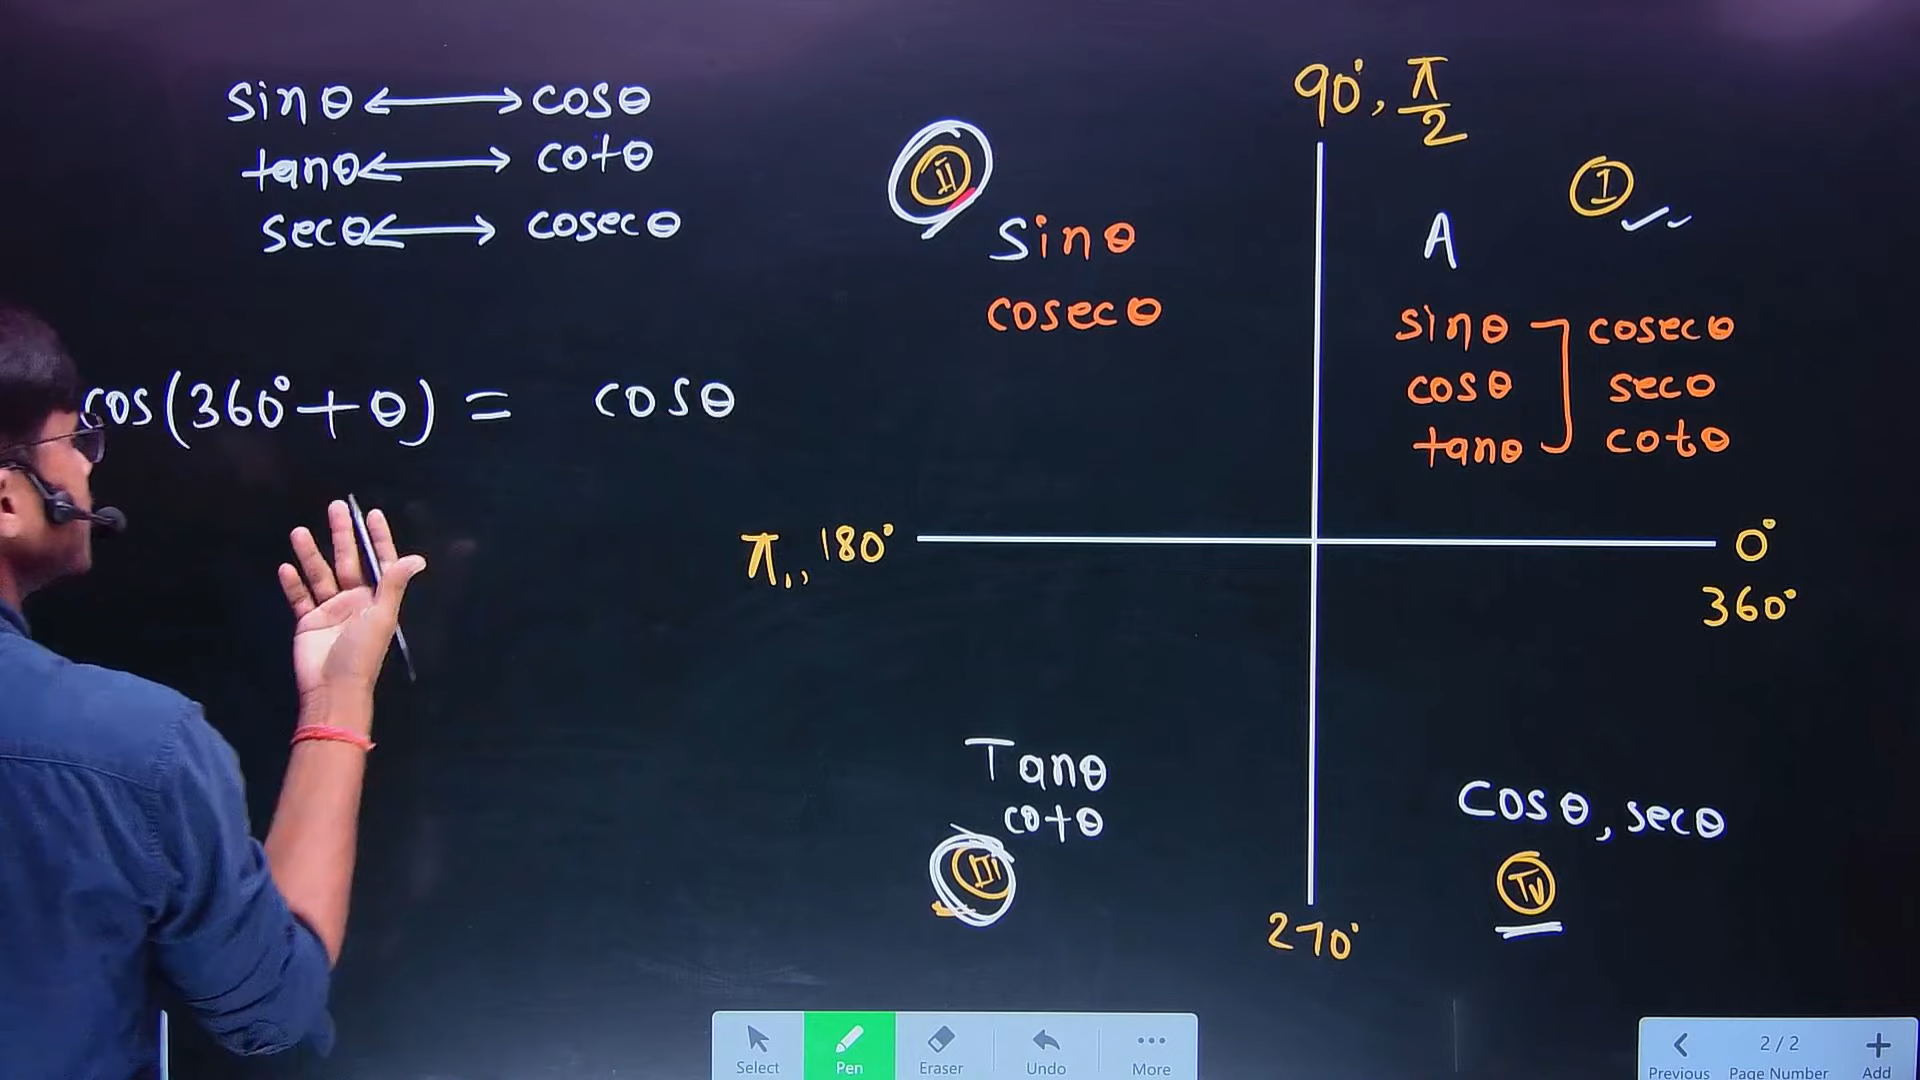 sinθ ↔ cosθ
tanθ ↔ cotθ
secθ ↔ cosecθ
cos(360°+θ) = cosθ
90°, π/2
II
I
sinθ
cosecθ
A
sinθ cosecθ
cosθ secθ
tanθ cotθ
π,, 180°
0°
360°
Tanθ
cotθ
III
cosθ, secθ
IV
270°
Select
Pen
Eraser
Undo
More
Previous
2 / 2
Page Number
Add